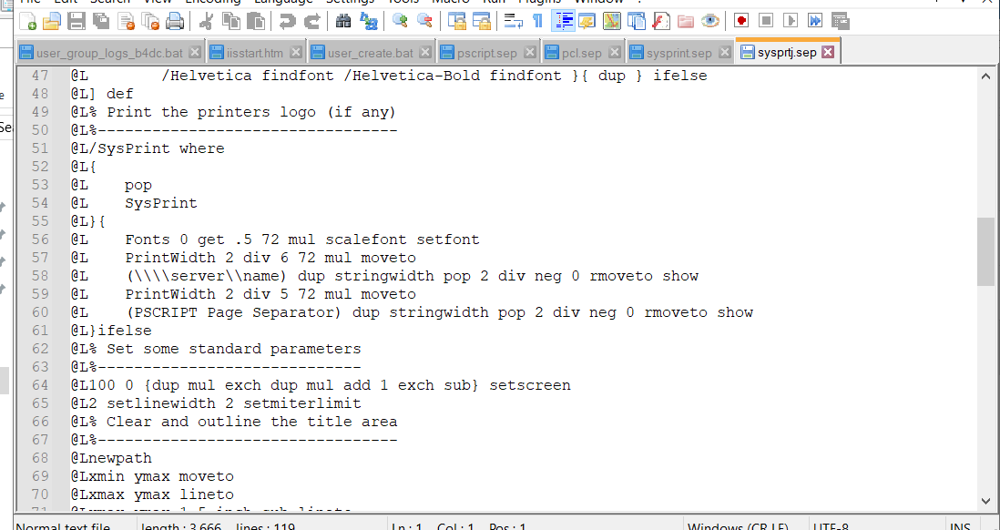 File Edit Search View Encoding Language Settings Tools Macro Run Plugins Window ?
user_group_logs_b4dc.bat iisstart.htm user_create.bat pscript.sep pcl.sep sysprint.sep sysprtj.sep
47 @L        /Helvetica findfont /Helvetica-Bold findfont }{ dup } ifelse
48 @L] def
49 @L% Print the printers logo (if any)
50 @L%---------------------------------
51 @L/SysPrint where
52 @L{
53 @L    pop
54 @L    SysPrint
55 @L}{
56 @L    Fonts 0 get .5 72 mul scalefont setfont
57 @L    PrintWidth 2 div 6 72 mul moveto
58 @L    (\\\\server\\name) dup stringwidth pop 2 div neg 0 rmoveto show
59 @L    PrintWidth 2 div 5 72 mul moveto
60 @L    (PSCRIPT Page Separator) dup stringwidth pop 2 div neg 0 rmoveto show
61 @L}ifelse
62 @L% Set some standard parameters
63 @L%-----------------------------
64 @L100 0 {dup mul exch dup mul add 1 exch sub} setscreen
65 @L2 setlinewidth 2 setmiterlimit
66 @L% Clear and outline the title area
67 @L%---------------------------------
68 @Lnewpath
69 @Lxmin ymax moveto
70 @Lxmax ymax lineto
Normal text file length : 3,666 lines : 119 Ln : 1 Col : 1 Pos : 1 Windows (CR LF) UTF-8 INS